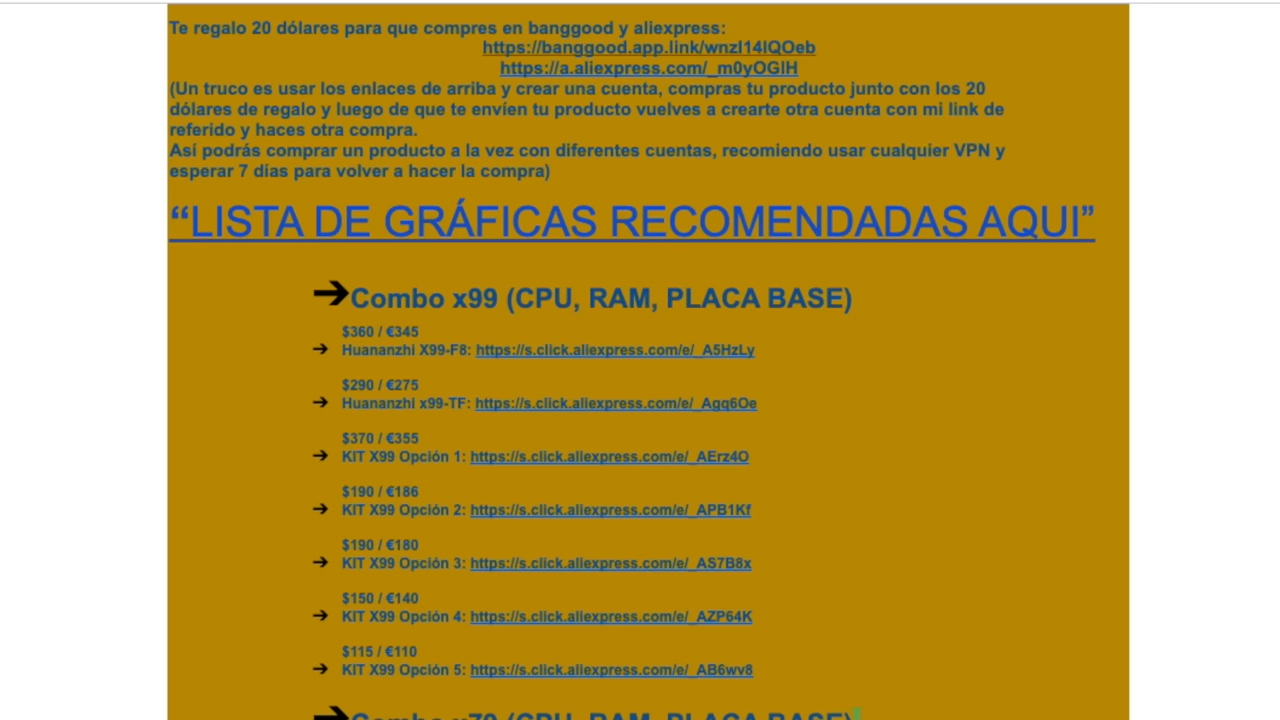 Te regalo 20 dólares para que compres en banggood y aliexpress:
https://banggood.app.link/wnzI14IQOeb
https://a.aliexpress.com/_m0yOGlH
(Un truco es usar los enlaces de arriba y crear una cuenta, compras tu producto junto con los 20
dólares de regalo y luego de que te envíen tu producto vuelves a crearte otra cuenta con mi link de
referido y haces otra compra.
Así podrás comprar un producto a la vez con diferentes cuentas, recomiendo usar cualquier VPN y
esperar 7 días para volver a hacer la compra)
“LISTA DE GRÁFICAS RECOMENDADAS AQUI”
➔Combo x99 (CPU, RAM, PLACA BASE)
$360 / €345
➔ Huananzhi X99-F8: https://s.click.aliexpress.com/e/_A5HzLy
$290 / €275
➔ Huananzhi x99-TF: https://s.click.aliexpress.com/e/_Agq6Oe
$370 / €355
➔ KIT X99 Opción 1: https://s.click.aliexpress.com/e/_AErz4O
$190 / €186
➔ KIT X99 Opción 2: https://s.click.aliexpress.com/e/_APB1Kf
$190 / €180
➔ KIT X99 Opción 3: https://s.click.aliexpress.com/e/_AS7B8x
$150 / €140
➔ KIT X99 Opción 4: https://s.click.aliexpress.com/e/_AZP64K
$115 / €110
➔ KIT X99 Opción 5: https://s.click.aliexpress.com/e/_AB6wv8
➔Combo x79 (CPU, RAM, PLACA BASE)